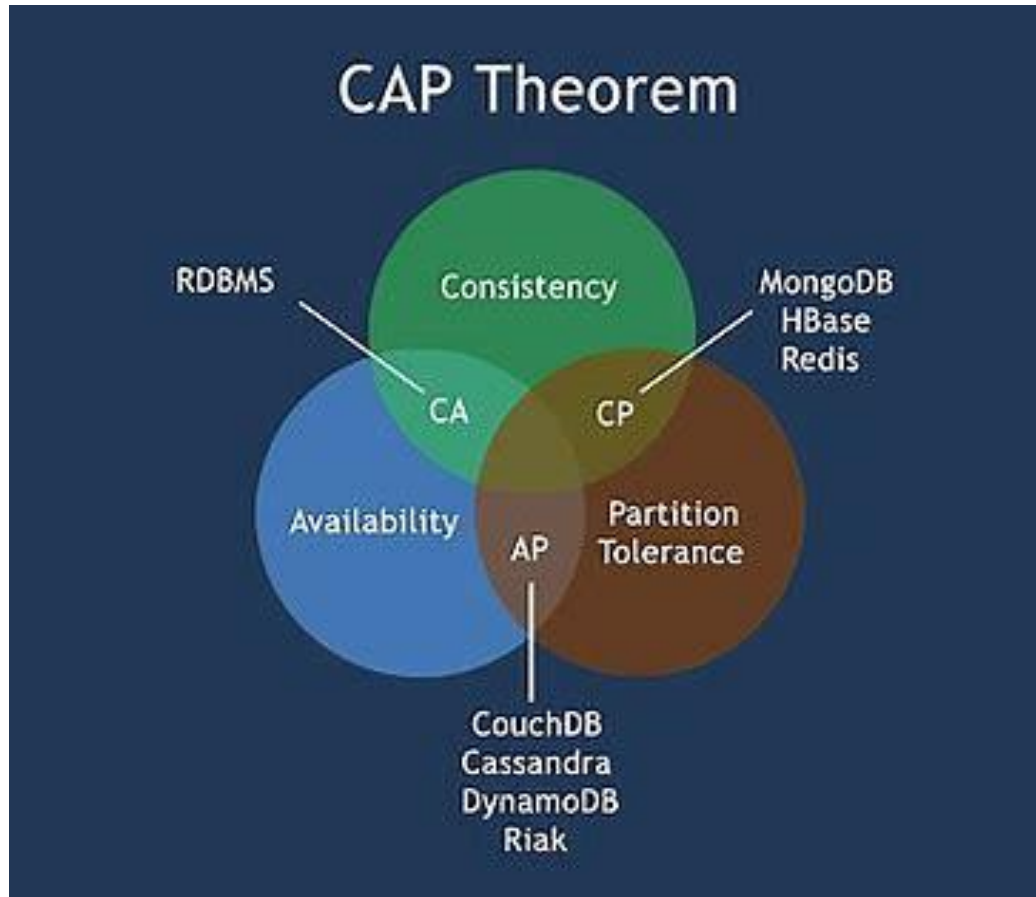 CAP Theorem
RDBMS
Consistency
MongoDB
HBase
Redis
CA
CP
Availability
Partition
Tolerance
AP
CouchDB
Cassandra
DynamoDB
Riak